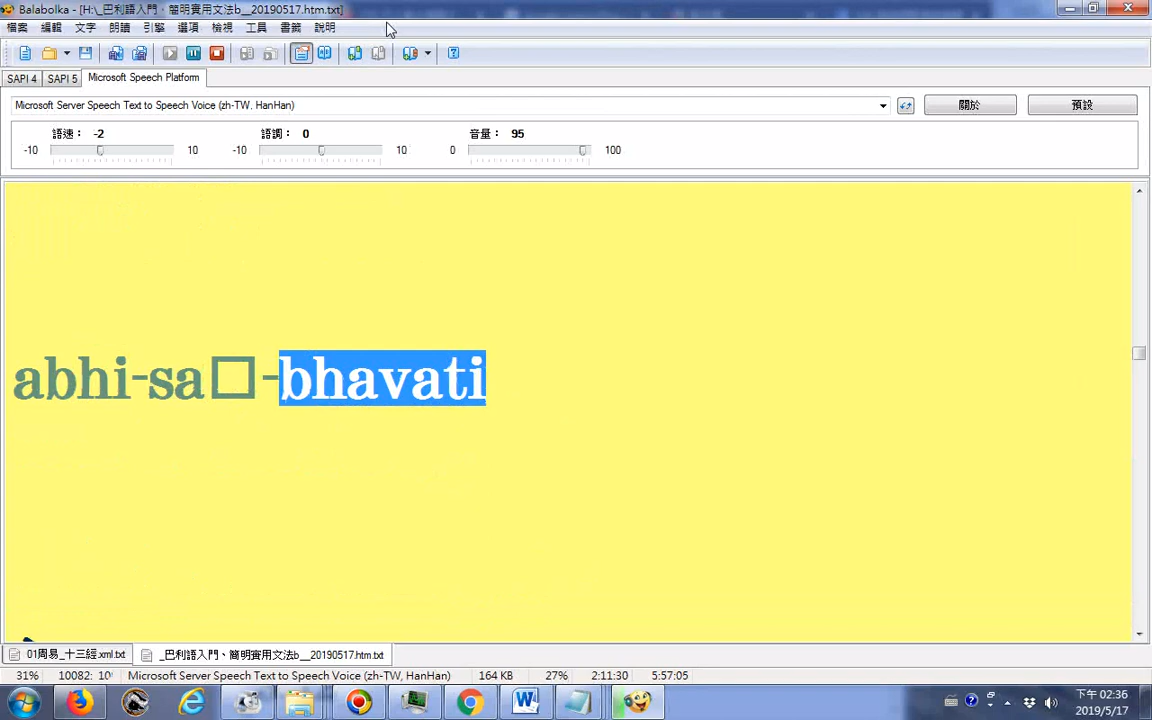 Balabolka - [H:\_巴利語入門、簡明實用文法b__20190517.htm.txt]
檔案 編輯 文字 朗讀 引擎 選項 檢視 工具 書籤 說明
SAPI 4 SAPI 5 Microsoft Speech Platform
Microsoft Server Speech Text to Speech Voice (zh-TW, HanHan) 關於 預設
語速： -2 語調： 0 音量： 95
-10 10 -10 10 0 100
abhi-sa□-bhavati
01周易_十三經.xml.txt _巴利語入門、簡明實用文法b__20190517.htm.txt
31% 10082: Microsoft Server Speech Text to Speech Voice (zh-TW, HanHan) 164 KB 27% 2:11:30 5:57:05
下午 02:36
2019/5/17